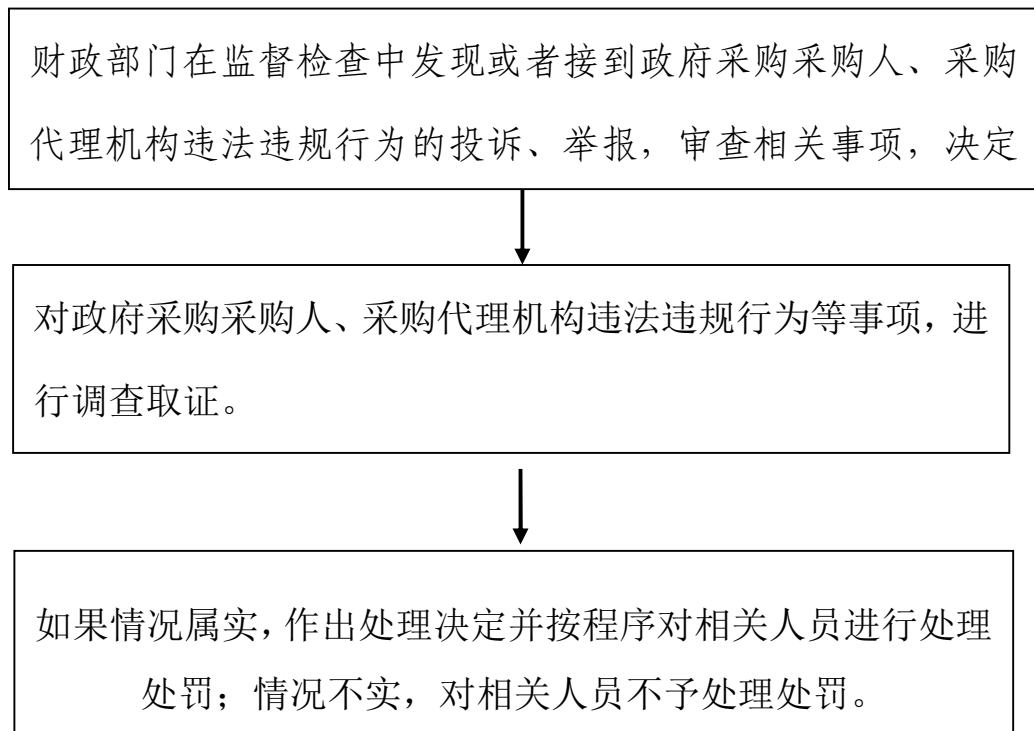 财政部门在监督检查中发现或者接到政府采购采购人、采购
代理机构违法违规行为的投诉、举报，审查相关事项，决定
对政府采购采购人、采购代理机构违法违规行为等事项，进
行调查取证。
如果情况属实，作出处理决定并按程序对相关人员进行处理
处罚；情况不实，对相关人员不予处理处罚。